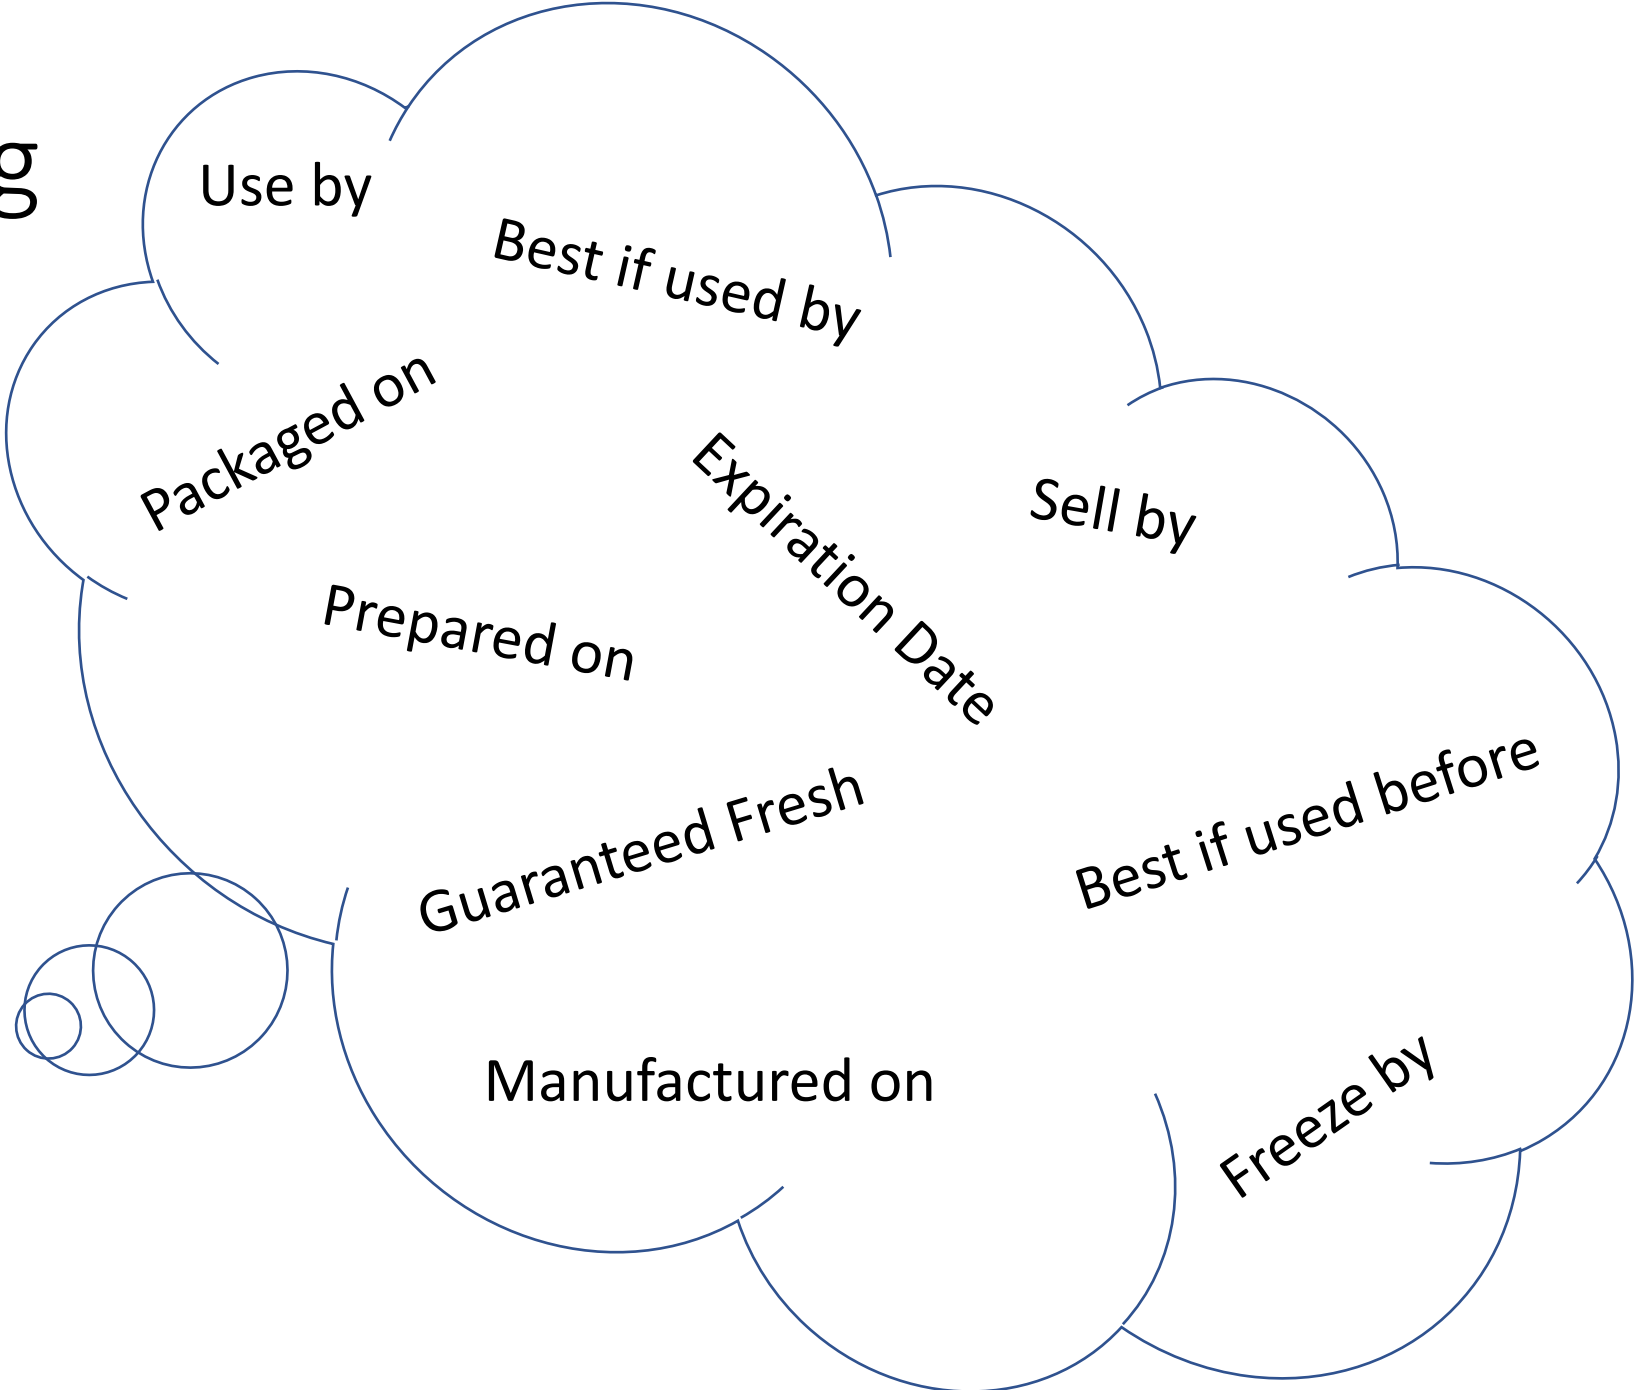 g
Use by
Best if used by
Packaged on
Expiration Date
Sell by
Prepared on
Guaranteed Fresh
Best if used before
Manufactured on
Freeze by